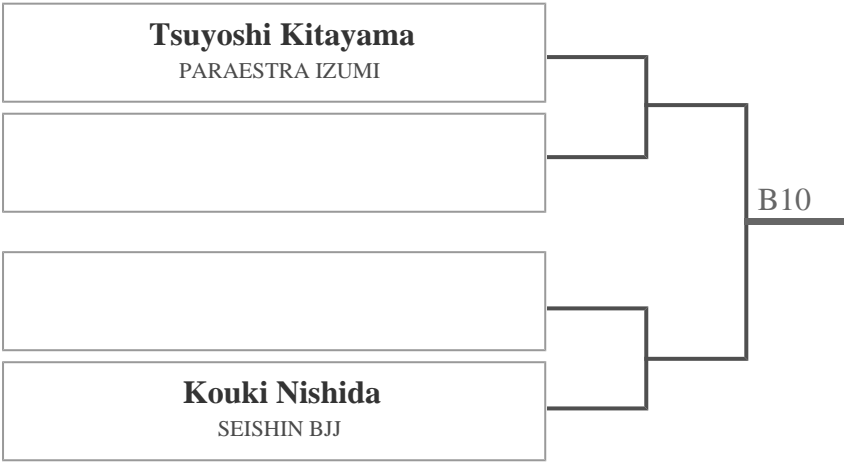 Tsuyoshi Kitayama
PARAESTRA IZUMI
B10
Kouki Nishida
SEISHIN BJJ